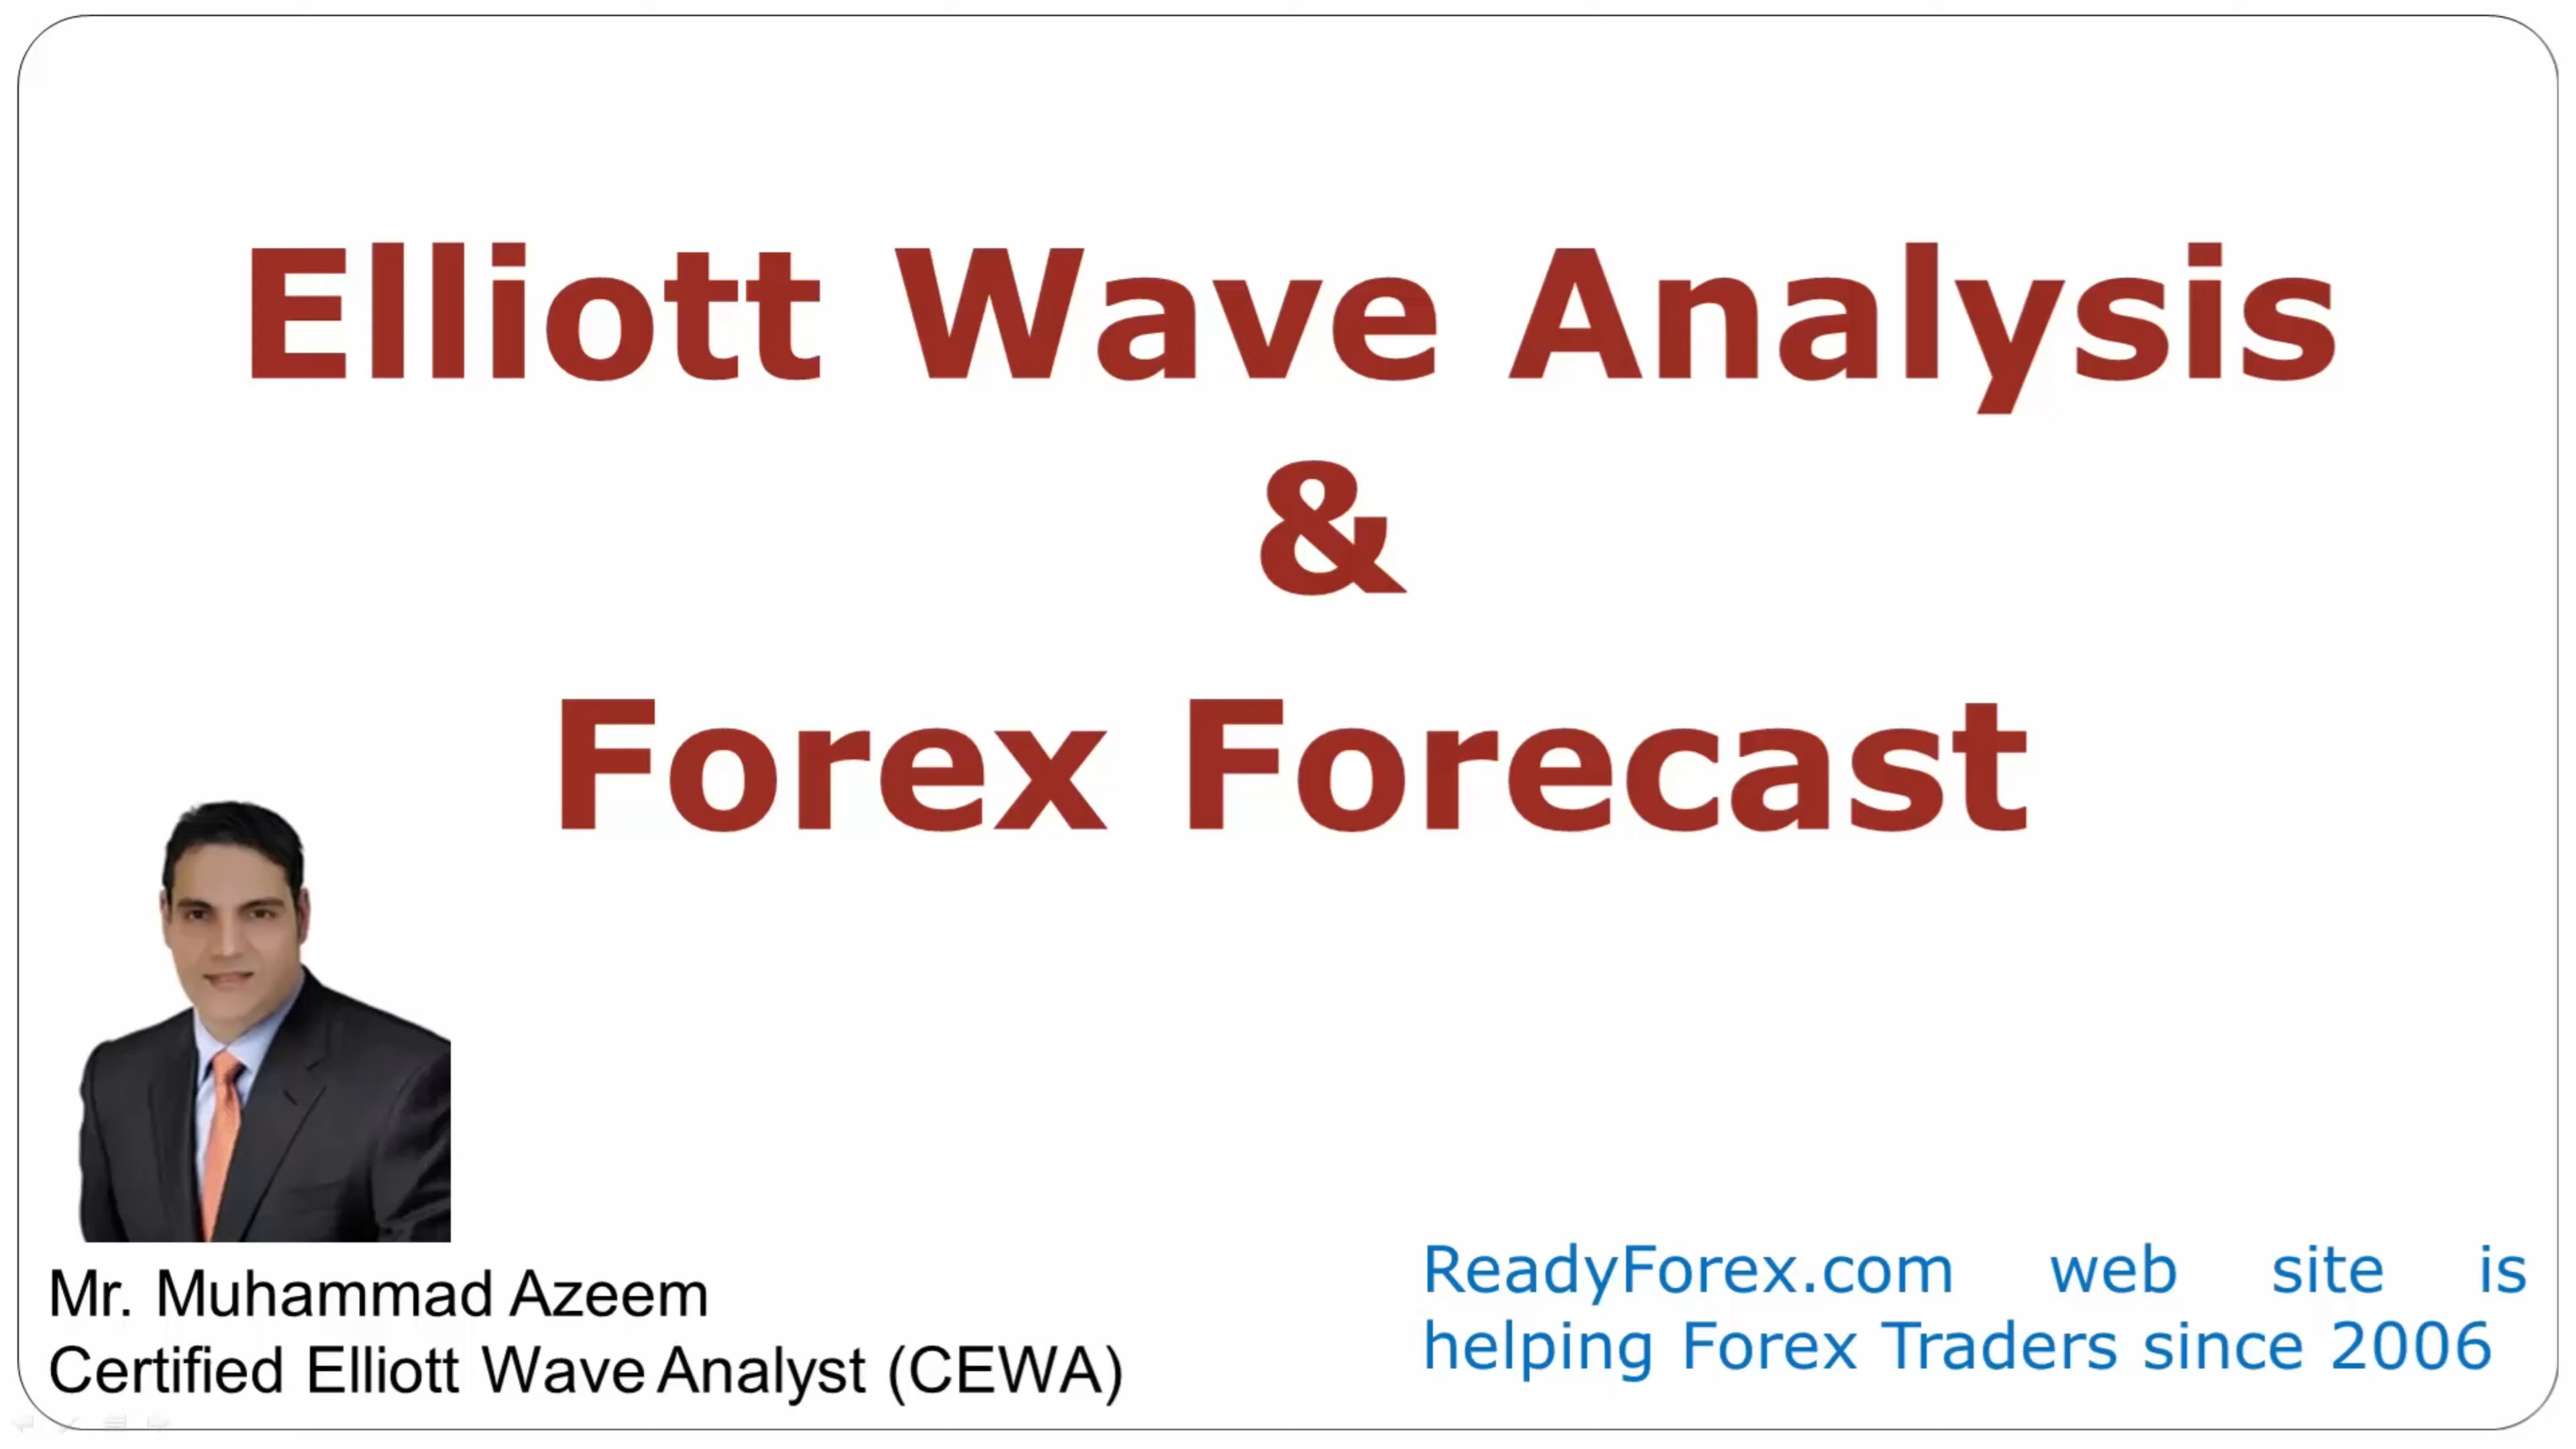 Elliott Wave Analysis
&
Forex Forecast
Mr. Muhammad Azeem
Certified Elliott Wave Analyst (CEWA)
ReadyForex.com web site is
helping Forex Traders since 2006